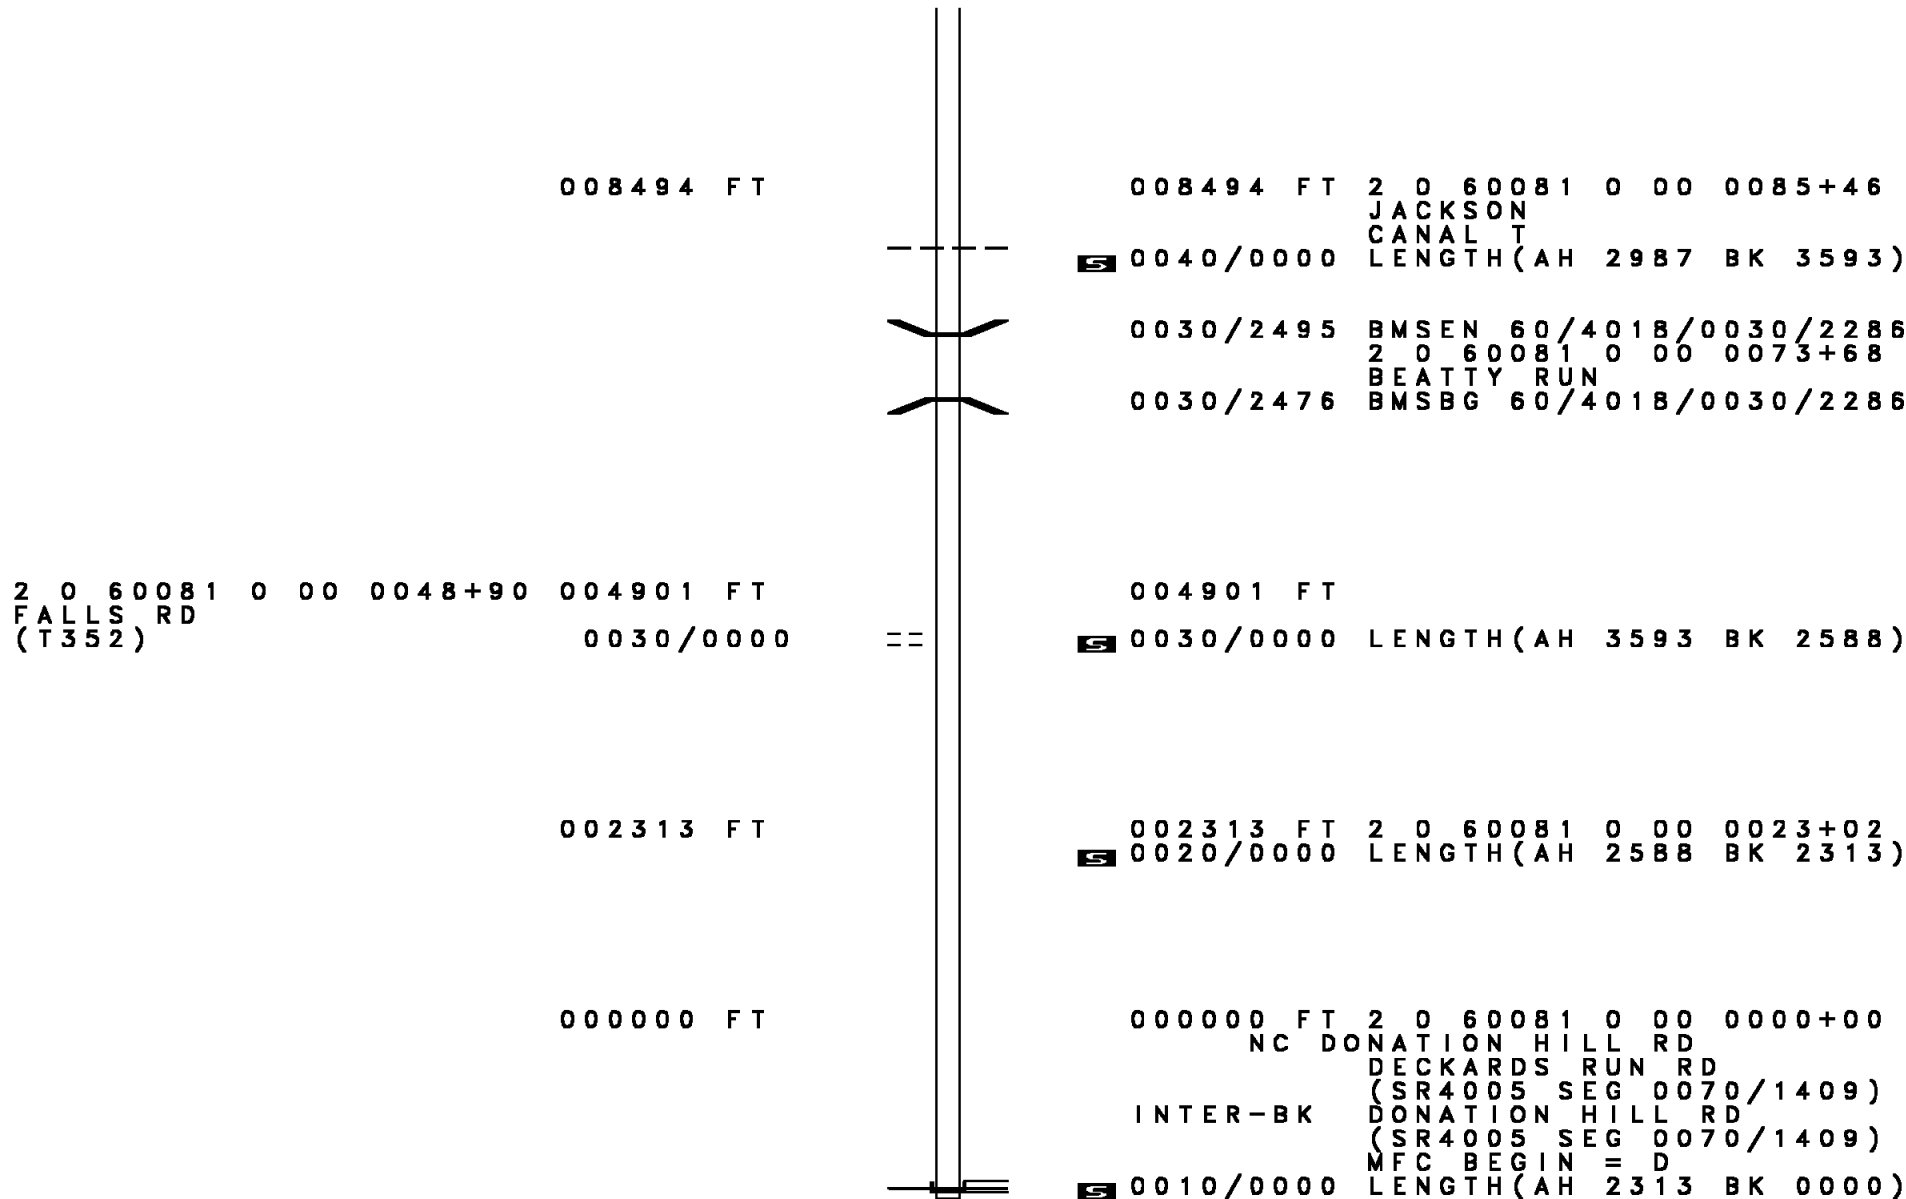 008494 FT 008494 FT 2 0 60081 0 00 0085+46
JACKSON
CANAL T
S 0040/0000 LENGTH(AH 2987 BK 3593)
0030/2495 BMSEN 60/4018/0030/2286
2 0 60081 0 00 0073+68
BEATTY RUN
0030/2476 BMSBG 60/4018/0030/2286
2 0 60081 0 00 0048+90 004901 FT 004901 FT
FALLS RD
(T352) 0030/0000 S 0030/0000 LENGTH(AH 3593 BK 2588)
002313 FT 002313 FT 2 0 60081 0 00 0023+02
S 0020/0000 LENGTH(AH 2588 BK 2313)
000000 FT 000000 FT 2 0 60081 0 00 0000+00
NC DONATION HILL RD
DECKARDS RUN RD
(SR4005 SEG 0070/1409)
INTER-BK DONATION HILL RD
(SR4005 SEG 0070/1409)
MFC BEGIN = D
S 0010/0000 LENGTH(AH 2313 BK 0000)